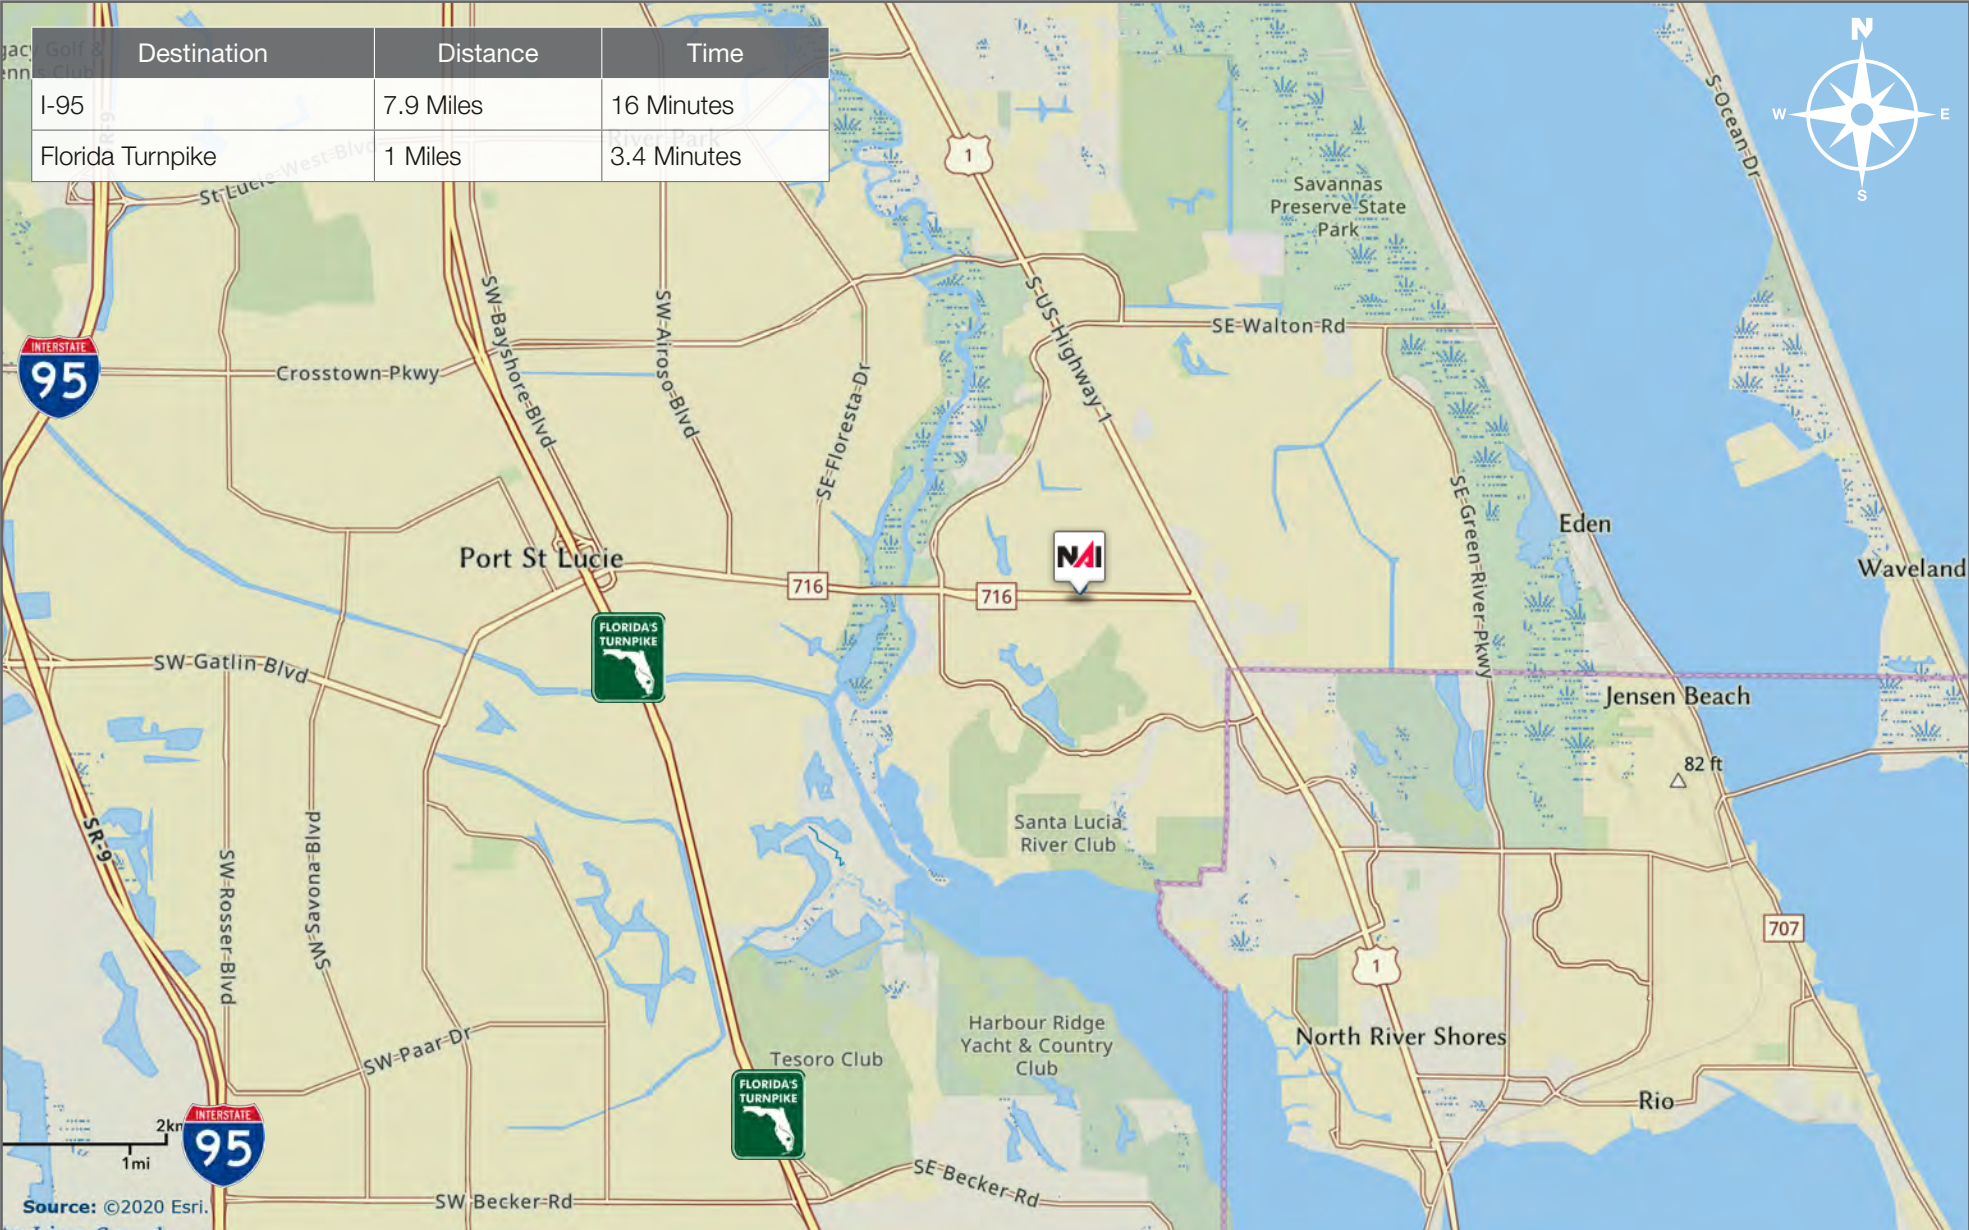 Destination Distance Time
I-95 7.9 Miles 16 Minutes
Florida Turnpike 1 Miles 3.4 Minutes
N
W E
S
River Park
St Lucie West Blvd
1
S Ocean Dr
Savannas
Preserve State
Park
SW Bayshore Blvd
SW Airoso Blvd
S US Highway 1
SE Walton Rd
INTERSTATE
95
Crosstown Pkwy
SE Floresta Dr
SE Green River Pkwy
Eden
Port St Lucie
NAI
Waveland
716
716
FLORIDA'S
TURNPIKE
SW Gatlin Blvd
Jensen Beach
82 ft
SR-9
SW Rosser Blvd
SW Savona Blvd
Santa Lucia
River Club
707
1
Harbour Ridge
Yacht & Country
Club
North River Shores
SW Paar Dr
Tesoro Club
FLORIDA'S
TURNPIKE
Rio
INTERSTATE
95
2km
1mi
SE Becker Rd
SW Becker Rd
Source: ©2020 Esri.